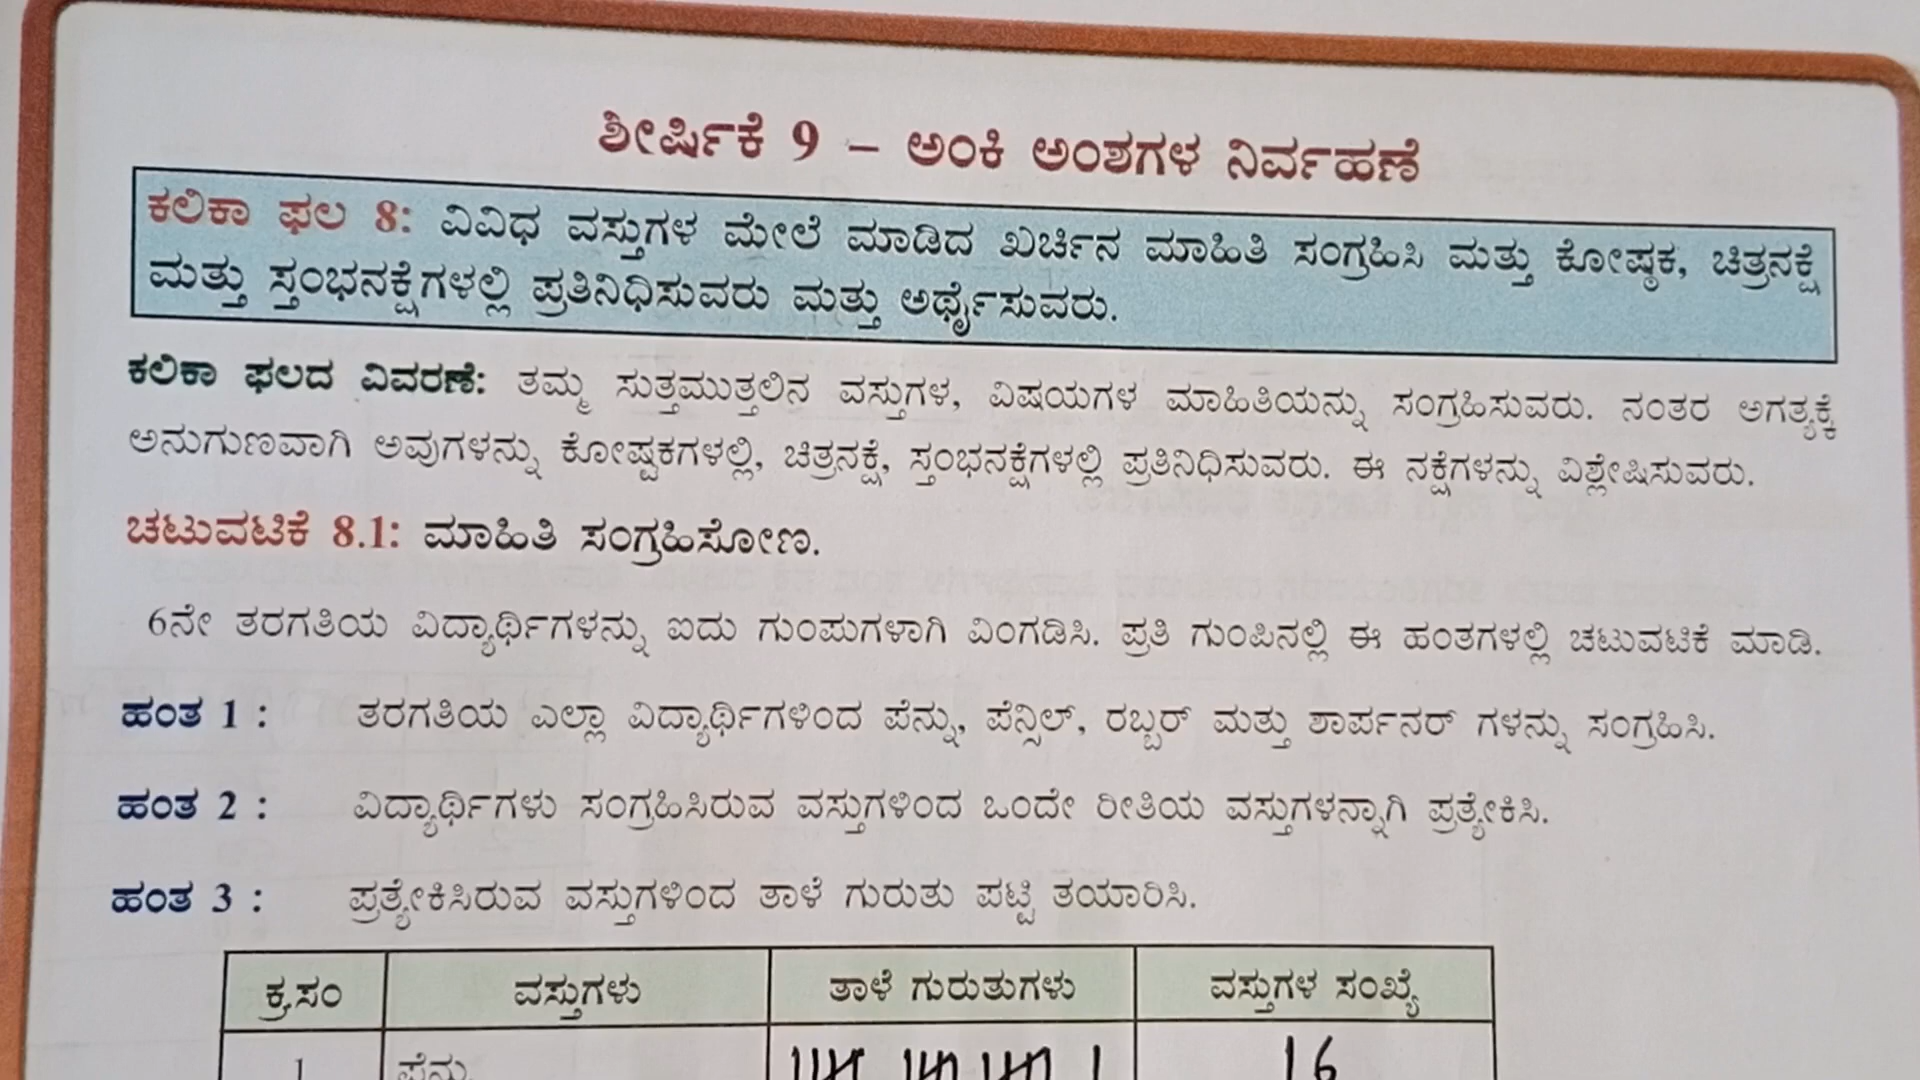 ಶೀರ್ಷಿಕೆ 9 – ಅಂಕಿ ಅಂಶಗಳ ನಿರ್ವಹಣೆ
ಕಲಿಕಾ ಫಲ 8: ವಿವಿಧ ವಸ್ತುಗಳ ಮೇಲೆ ಮಾಡಿದ ಖರ್ಚಿನ ಮಾಹಿತಿ ಸಂಗ್ರಹಿಸಿ ಮತ್ತು ಕೋಷ್ಠಕ, ಚಿತ್ರನಕ್ಷೆ
ಮತ್ತು ಸ್ತಂಭನಕ್ಷೆಗಳಲ್ಲಿ ಪ್ರತಿನಿಧಿಸುವರು ಮತ್ತು ಅರ್ಥೈಸುವರು.
ಕಲಿಕಾ ಫಲದ ವಿವರಣೆ: ತಮ್ಮ ಸುತ್ತಮುತ್ತಲಿನ ವಸ್ತುಗಳ, ವಿಷಯಗಳ ಮಾಹಿತಿಯನ್ನು ಸಂಗ್ರಹಿಸುವರು. ನಂತರ ಅಗತ್ಯಕ್ಕೆ
ಅನುಗುಣವಾಗಿ ಅವುಗಳನ್ನು ಕೋಷ್ಟಕಗಳಲ್ಲಿ, ಚಿತ್ರನಕ್ಷೆ, ಸ್ತಂಭನಕ್ಷೆಗಳಲ್ಲಿ ಪ್ರತಿನಿಧಿಸುವರು. ಈ ನಕ್ಷೆಗಳನ್ನು ವಿಶ್ಲೇಷಿಸುವರು.
ಚಟುವಟಿಕೆ 8.1: ಮಾಹಿತಿ ಸಂಗ್ರಹಿಸೋಣ.
6ನೇ ತರಗತಿಯ ವಿದ್ಯಾರ್ಥಿಗಳನ್ನು ಐದು ಗುಂಪುಗಳಾಗಿ ವಿಂಗಡಿಸಿ. ಪ್ರತಿ ಗುಂಪಿನಲ್ಲಿ ಈ ಹಂತಗಳಲ್ಲಿ ಚಟುವಟಿಕೆ ಮಾಡಿ.
ಹಂತ 1 : ತರಗತಿಯ ಎಲ್ಲಾ ವಿದ್ಯಾರ್ಥಿಗಳಿಂದ ಪೆನ್ನು, ಪೆನ್ಸಿಲ್, ರಬ್ಬರ್ ಮತ್ತು ಶಾರ್ಪನರ್ ಗಳನ್ನು ಸಂಗ್ರಹಿಸಿ.
ಹಂತ 2 : ವಿದ್ಯಾರ್ಥಿಗಳು ಸಂಗ್ರಹಿಸಿರುವ ವಸ್ತುಗಳಿಂದ ಒಂದೇ ರೀತಿಯ ವಸ್ತುಗಳನ್ನಾಗಿ ಪ್ರತ್ಯೇಕಿಸಿ.
ಹಂತ 3 : ಪ್ರತ್ಯೇಕಿಸಿರುವ ವಸ್ತುಗಳಿಂದ ತಾಳೆ ಗುರುತು ಪಟ್ಟಿ ತಯಾರಿಸಿ.
ಕ್ರ.ಸಂ ವಸ್ತುಗಳು ತಾಳೆ ಗುರುತುಗಳು ವಸ್ತುಗಳ ಸಂಖ್ಯೆ
1 ಪೆನ್ನು 16